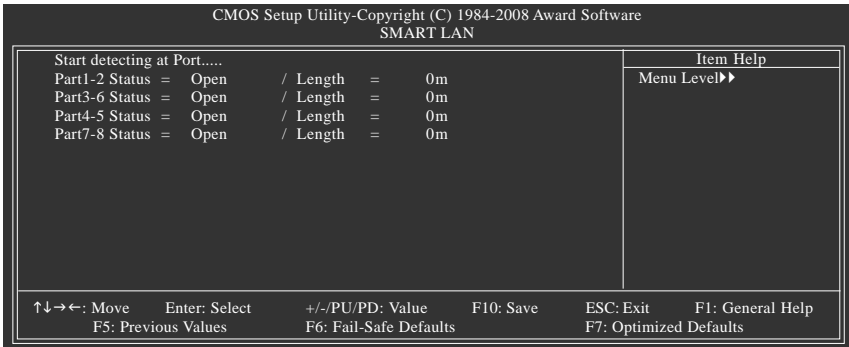 CMOS Setup Utility-Copyright (C) 1984-2008 Award Software
SMART LAN
Start detecting at Port.....
Part1-2 Status = Open / Length = 0m
Part3-6 Status = Open / Length = 0m
Part4-5 Status = Open / Length = 0m
Part7-8 Status = Open / Length = 0m
Item Help
Menu Level▶▶
↑↓→←: Move Enter: Select +/-/PU/PD: Value F10: Save ESC: Exit F1: General Help
F5: Previous Values F6: Fail-Safe Defaults F7: Optimized Defaults